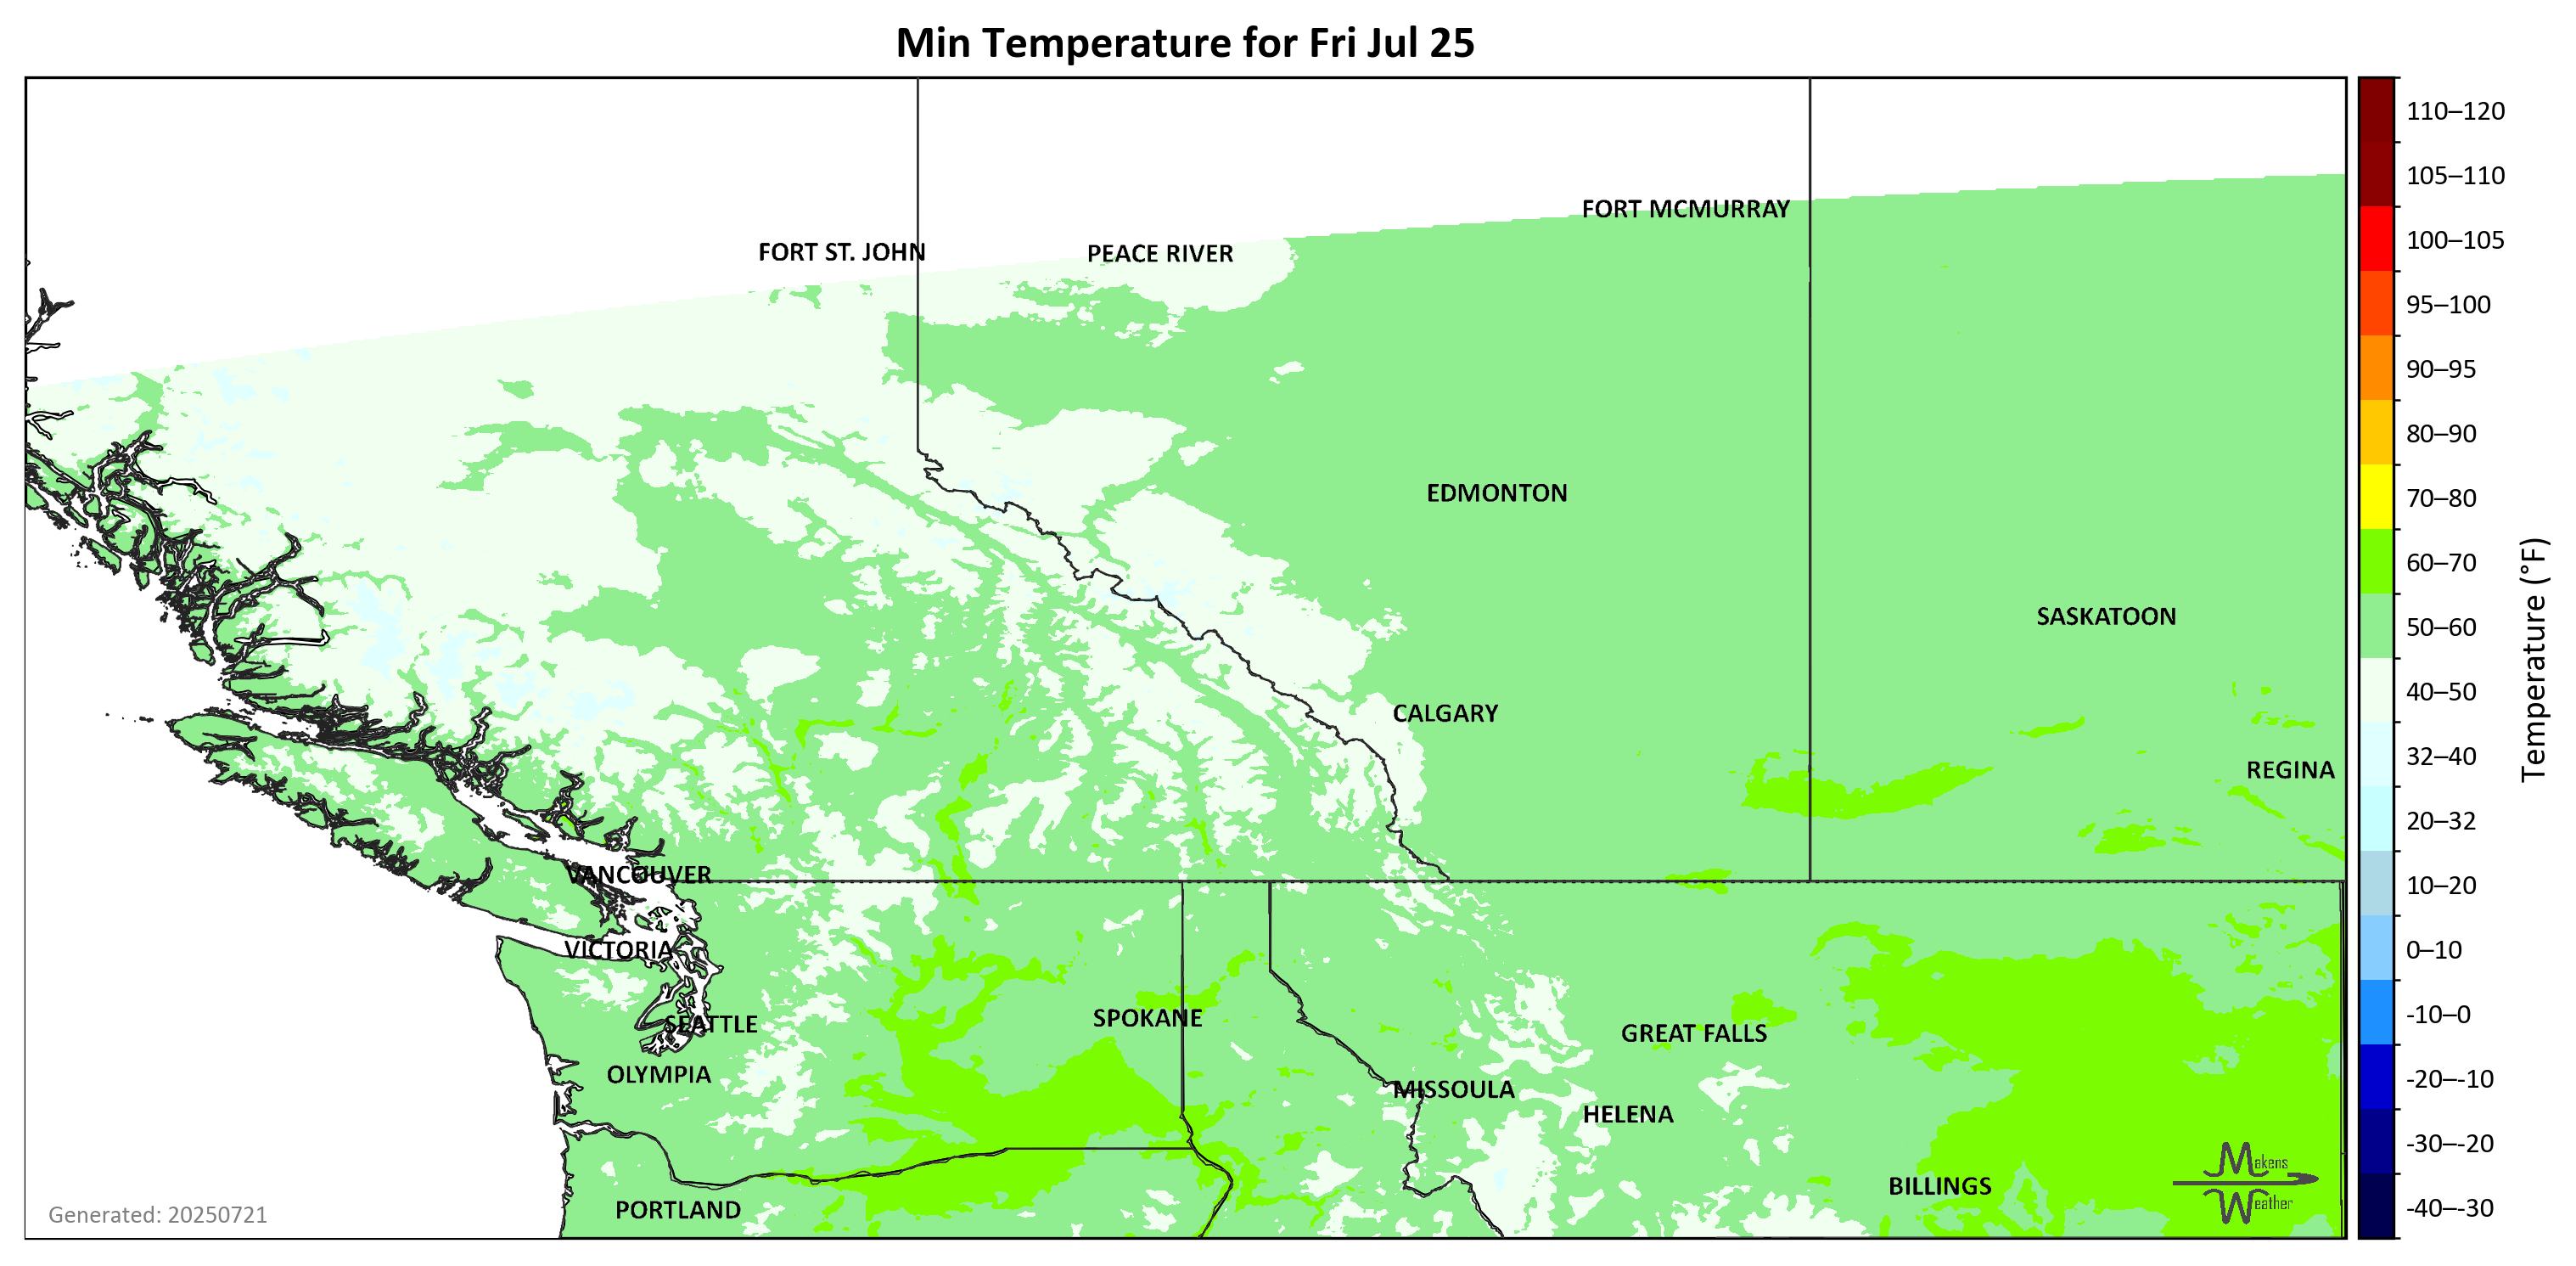 Min Temperature for Fri Jul 25
FORT MCMURRAY
FORT ST. JOHN
PEACE RIVER
EDMONTON
SASKATOON
CALGARY
REGINA
VANCOUVER
VICTORIA
SPOKANE
SEATTLE
GREAT FALLS
OLYMPIA
MISSOULA
HELENA
BILLINGS
PORTLAND
Makens
Weather
Generated: 20250721
110–120
105–110
100–105
95–100
90–95
80–90
70–80
60–70
50–60
40–50
32–40
20–32
10–20
0–10
-10–0
-20–-10
-30–-20
-40–-30
Temperature (°F)